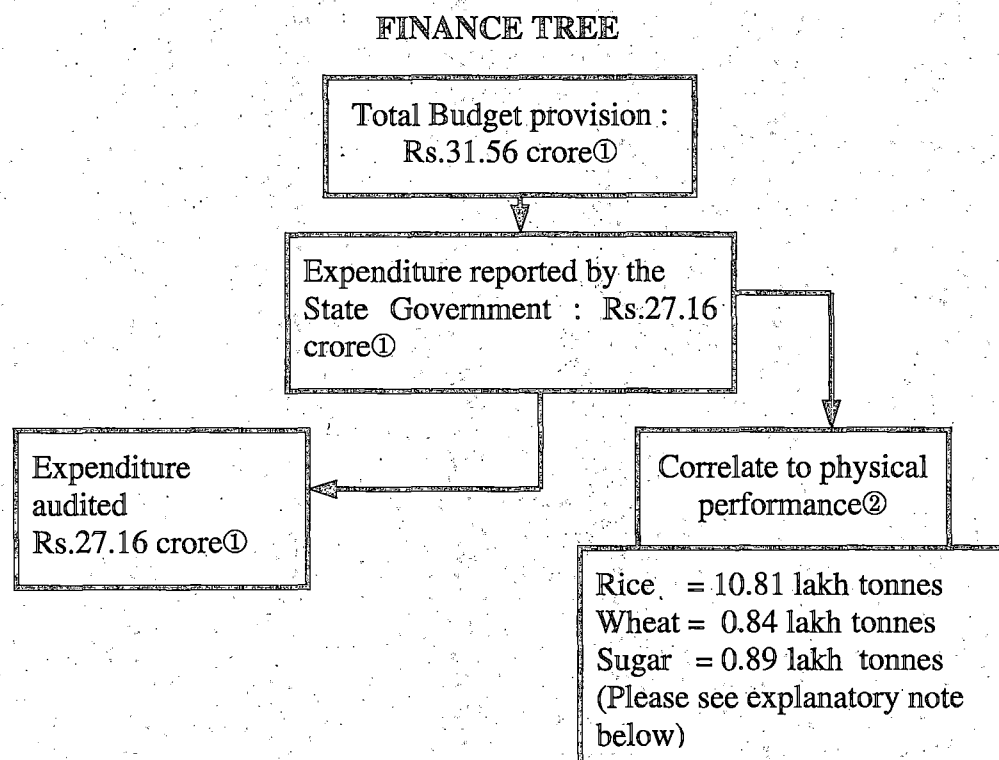 FINANCE TREE
Total Budget provision :
Rs.31.56 crore①
Expenditure reported by the
State Government : Rs.27.16
crore①
Expenditure
audited
Rs.27.16 crore①
Correlate to physical
performance②
Rice = 10.81 lakh tonnes
Wheat = 0.84 lakh tonnes
Sugar = 0.89 lakh tonnes
(Please see explanatory note
below)